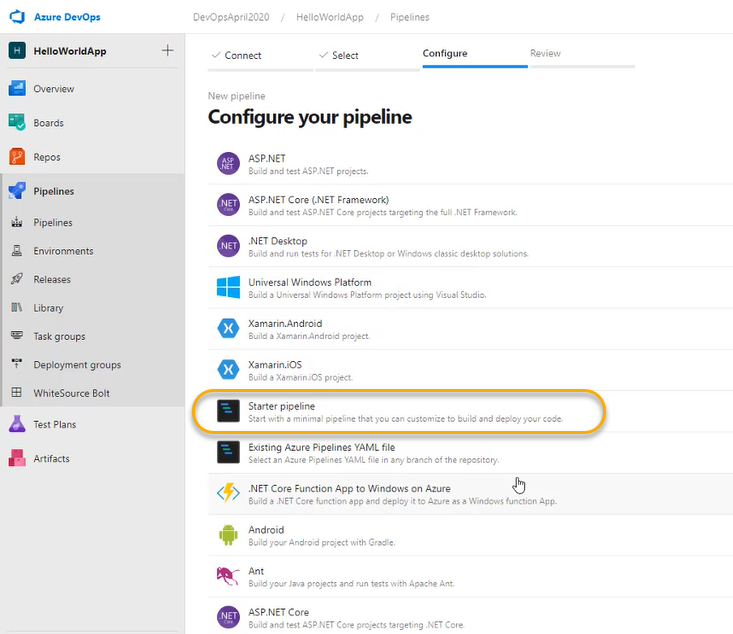 Azure DevOps
DevOpsApril2020 / HelloWorldApp / Pipelines
H HelloWorldApp +
Overview
Boards
Repos
Pipelines
Pipelines
Environments
Releases
Library
Task groups
Deployment groups
WhiteSource Bolt
Test Plans
Artifacts
Connect Select Configure Review
New pipeline
Configure your pipeline
ASP.NET
ASP.NET
Build and test ASP.NET projects.
.NET Core
ASP.NET Core (.NET Framework)
Build and test ASP.NET Core projects targeting the full .NET Framework.
.NET
.NET Desktop
Build and run tests for .NET Desktop or Windows classic desktop solutions.
Universal Windows Platform
Build a Universal Windows Platform project using Visual Studio.
Xamarin.Android
Build a Xamarin.Android project.
Xamarin.iOS
Build a Xamarin.iOS project.
Starter pipeline
Start with a minimal pipeline that you can customize to build and deploy your code.
Existing Azure Pipelines YAML file
Select an Azure Pipelines YAML file in any branch of the repository.
.NET Core Function App to Windows on Azure
Build a .NET Core function app and deploy it to Azure as a Windows function App.
Android
Build your Android project with Gradle.
Ant
Build your Java projects and run tests with Apache Ant.
.NET Core
ASP.NET Core
Build and test ASP.NET Core projects targeting .NET Core.